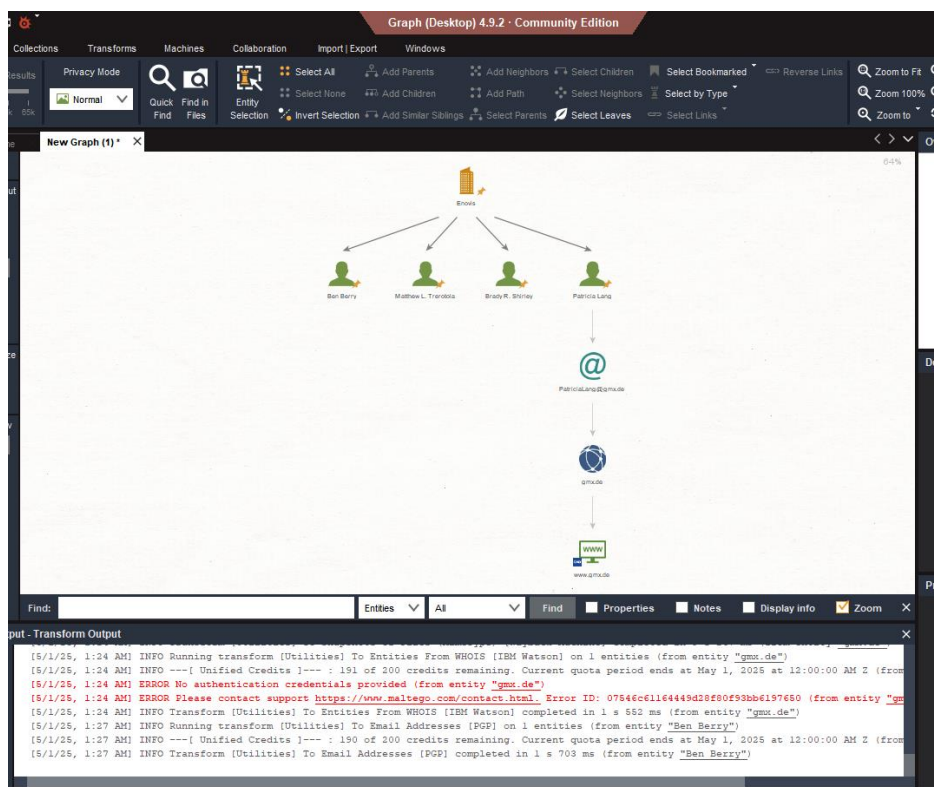 Graph (Desktop) 4.9.2 · Community Edition
Collections Transforms Machines Collaboration Import | Export Windows
Results Privacy Mode Select All Add Parents Add Neighbors Select Children Select Bookmarked Reverse Links Zoom to Fit
Normal Quick Find Find in Files Entity Selection Select None Add Children Add Path Select Neighbors Select by Type Zoom 100%
65k Invert Selection Add Similar Siblings Select Parents Select Leaves Select Links Zoom to
New Graph (1) * X
64%
Enovis
Ben Berry Matthew L. Trerotola Brady R. Shirley Patricia Lang
@
PatriciaLang@gmx.de
gmx.de
www
www.gmx.de
Find: Entities All Find Properties Notes Display info Zoom X
put - Transform Output X
[5/1/25, 1:24 AM] INFO Running transform [Utilities] To Entities From WHOIS [IBM Watson] on 1 entities (from entity "gmx.de")
[5/1/25, 1:24 AM] INFO ---[ Unified Credits ]--- : 191 of 200 credits remaining. Current quota period ends at May 1, 2025 at 12:00:00 AM Z (from
[5/1/25, 1:24 AM] ERROR No authentication credentials provided (from entity "gmx.de")
[5/1/25, 1:24 AM] ERROR Please contact support https://www.maltego.com/contact.html. Error ID: 07546c61164449d28f80f93bb6197650 (from entity "gm
[5/1/25, 1:24 AM] INFO Transform [Utilities] To Entities From WHOIS [IBM Watson] completed in 1 s 552 ms (from entity "gmx.de")
[5/1/25, 1:27 AM] INFO Running transform [Utilities] To Email Addresses [PGP] on 1 entities (from entity "Ben Berry")
[5/1/25, 1:27 AM] INFO ---[ Unified Credits ]--- : 190 of 200 credits remaining. Current quota period ends at May 1, 2025 at 12:00:00 AM Z (from
[5/1/25, 1:27 AM] INFO Transform [Utilities] To Email Addresses [PGP] completed in 1 s 703 ms (from entity "Ben Berry")